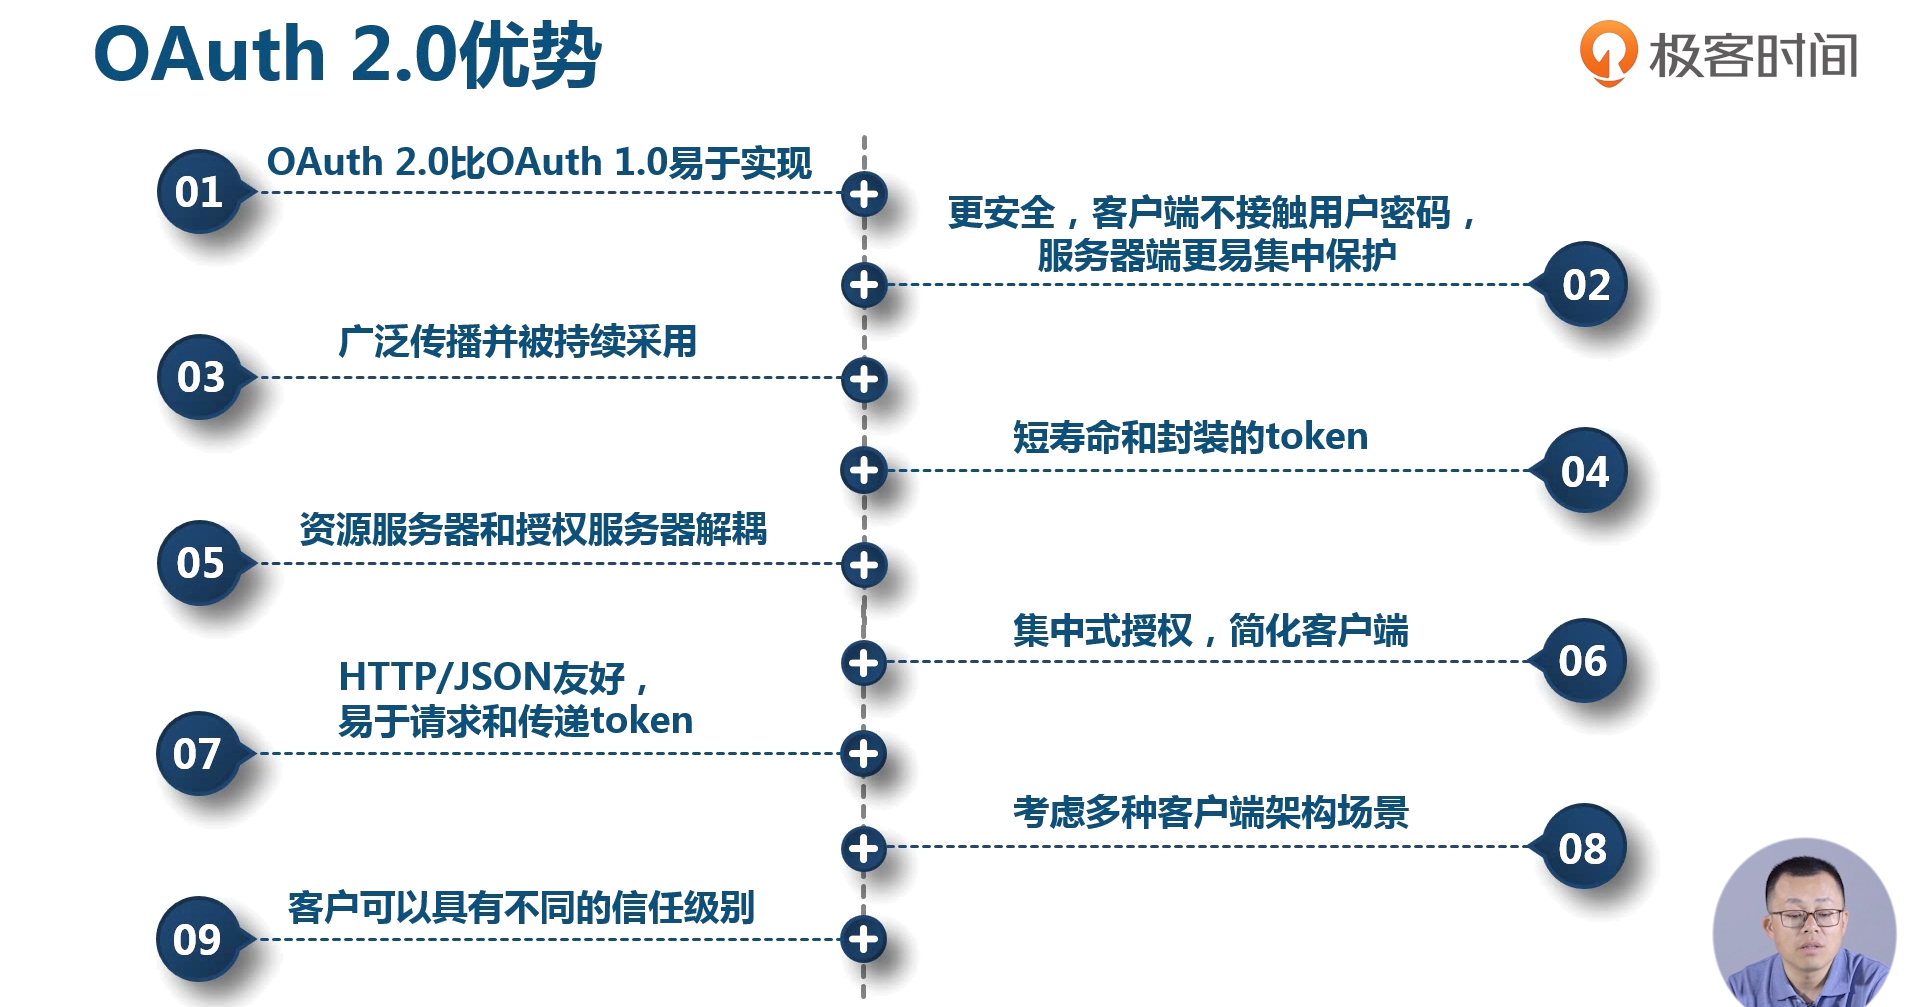 OAuth 2.0优势
极客时间
01
OAuth 2.0比OAuth 1.0易于实现
更安全，客户端不接触用户密码，
服务器端更易集中保护
02
03
广泛传播并被持续采用
短寿命和封装的token
04
05
资源服务器和授权服务器解耦
集中式授权，简化客户端
06
HTTP/JSON友好，
易于请求和传递token
07
考虑多种客户端架构场景
08
客户可以具有不同的信任级别
09